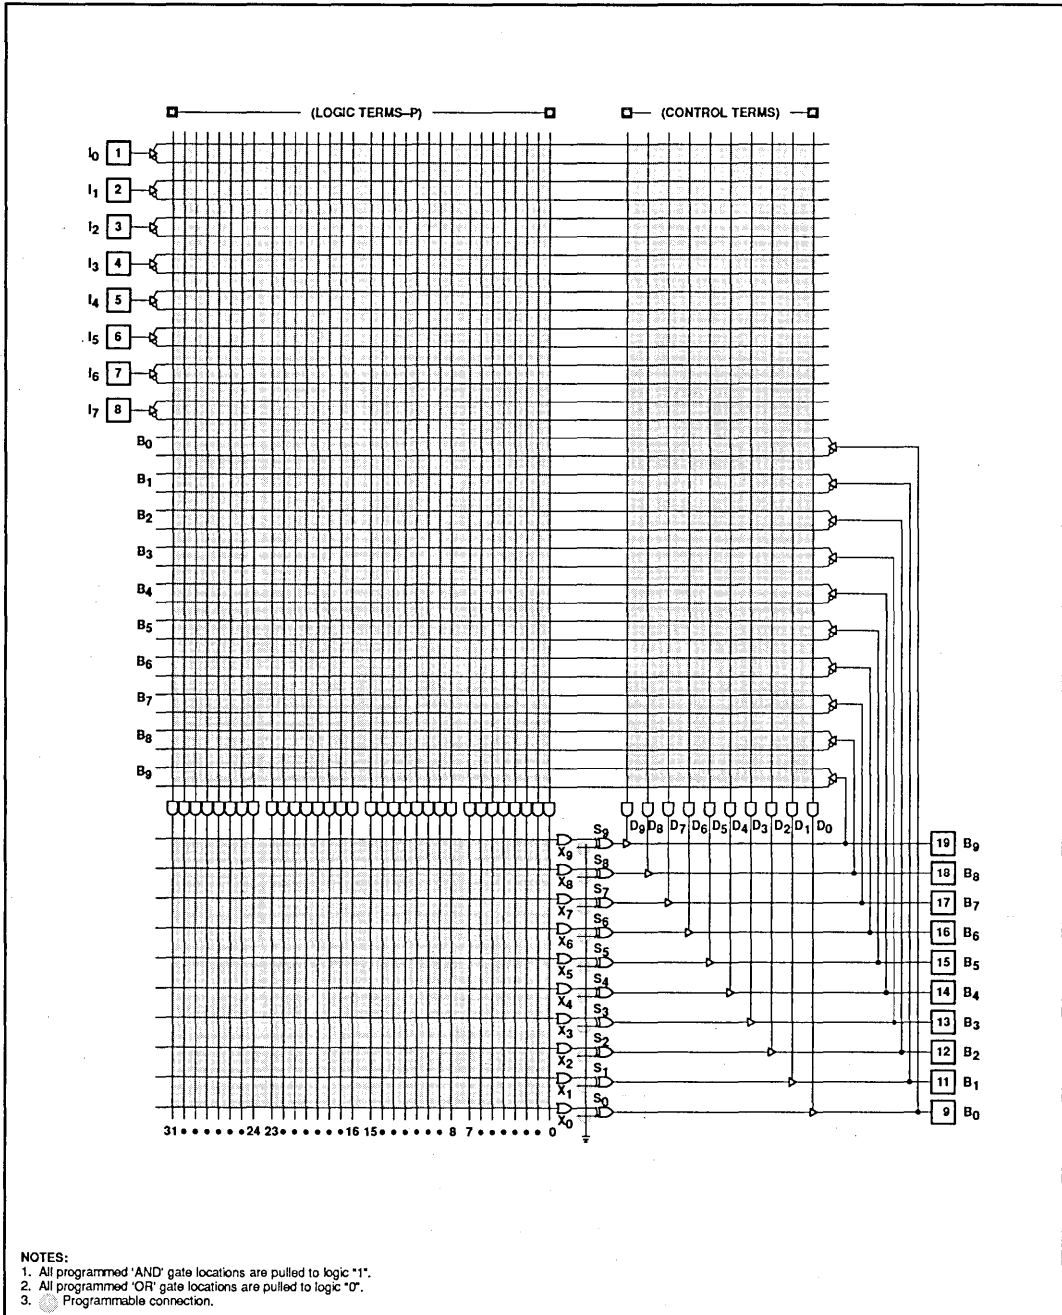 (LOGIC TERMS–P) (CONTROL TERMS)
I0 1
I1 2
I2 3
I3 4
I4 5
I5 6
I6 7
I7 8
B0
B1
B2
B3
B4
B5
B6
B7
B8
B9
D9 D8 D7 D6 D5 D4 D3 D2 D1 D0
S9
X9
19 B9
S8
X8
18 B8
S7
X7
17 B7
S6
X6
16 B6
S5
X5
15 B5
S4
X4
14 B4
S3
X3
13 B3
S2
X2
12 B2
S1
X1
11 B1
S0
X0
9 B0
31 • • • • • • 24 23 • • • • • • 16 15 • • • • • • 8 7 • • • • • • 0
NOTES:
1. All programmed 'AND' gate locations are pulled to logic "1".
2. All programmed 'OR' gate locations are pulled to logic "0".
3. Programmable connection.